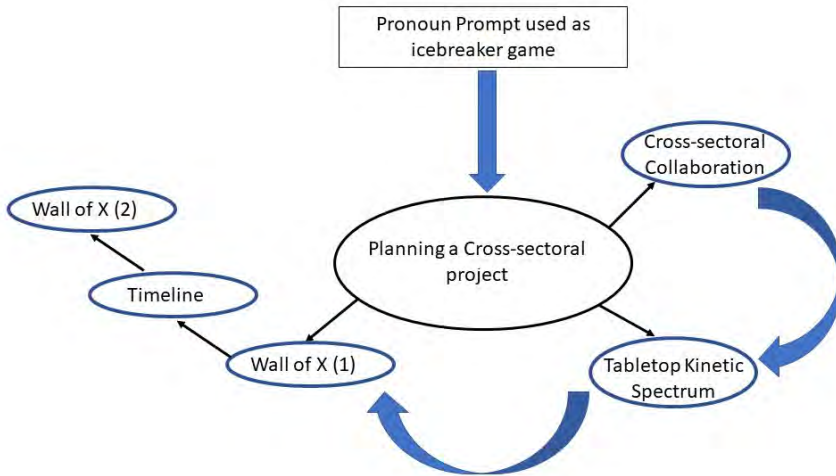 Pronoun Prompt used as
icebreaker game
Cross-sectoral
Collaboration
Wall of X (2)
Planning a Cross-sectoral
project
Timeline
Wall of X (1)
Tabletop Kinetic
Spectrum